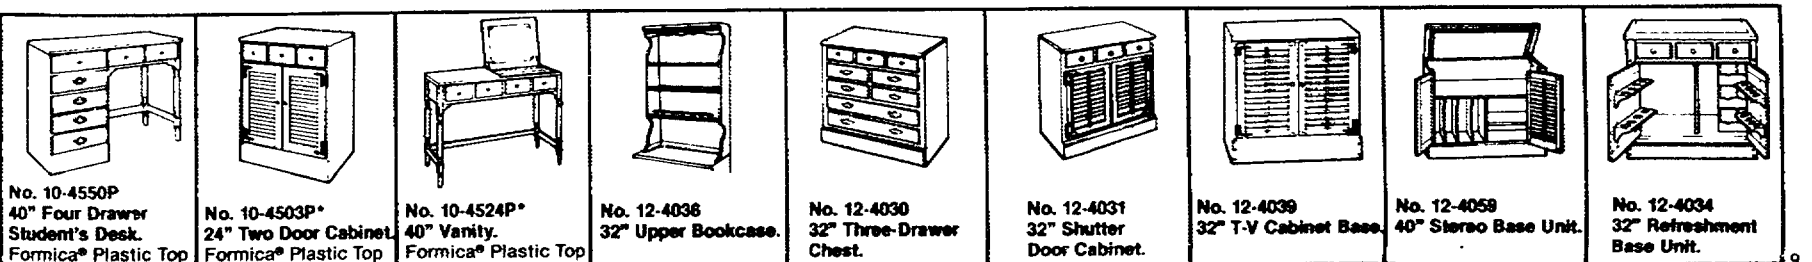 No. 10-4550P
40" Four Drawer
Student's Desk.
Formica® Plastic Top
No. 10-4503P*
24" Two Door Cabinet.
Formica® Plastic Top
No. 10-4524P*
40" Vanity.
Formica® Plastic Top
No. 12-4036
32" Upper Bookcase.
No. 12-4030
32" Three-Drawer
Chest.
No. 12-4031
32" Shutter
Door Cabinet.
No. 12-4039
32" T-V Cabinet Base.
No. 12-4059
40" Stereo Base Unit.
No. 12-4034
32" Refreshment
Base Unit.
9